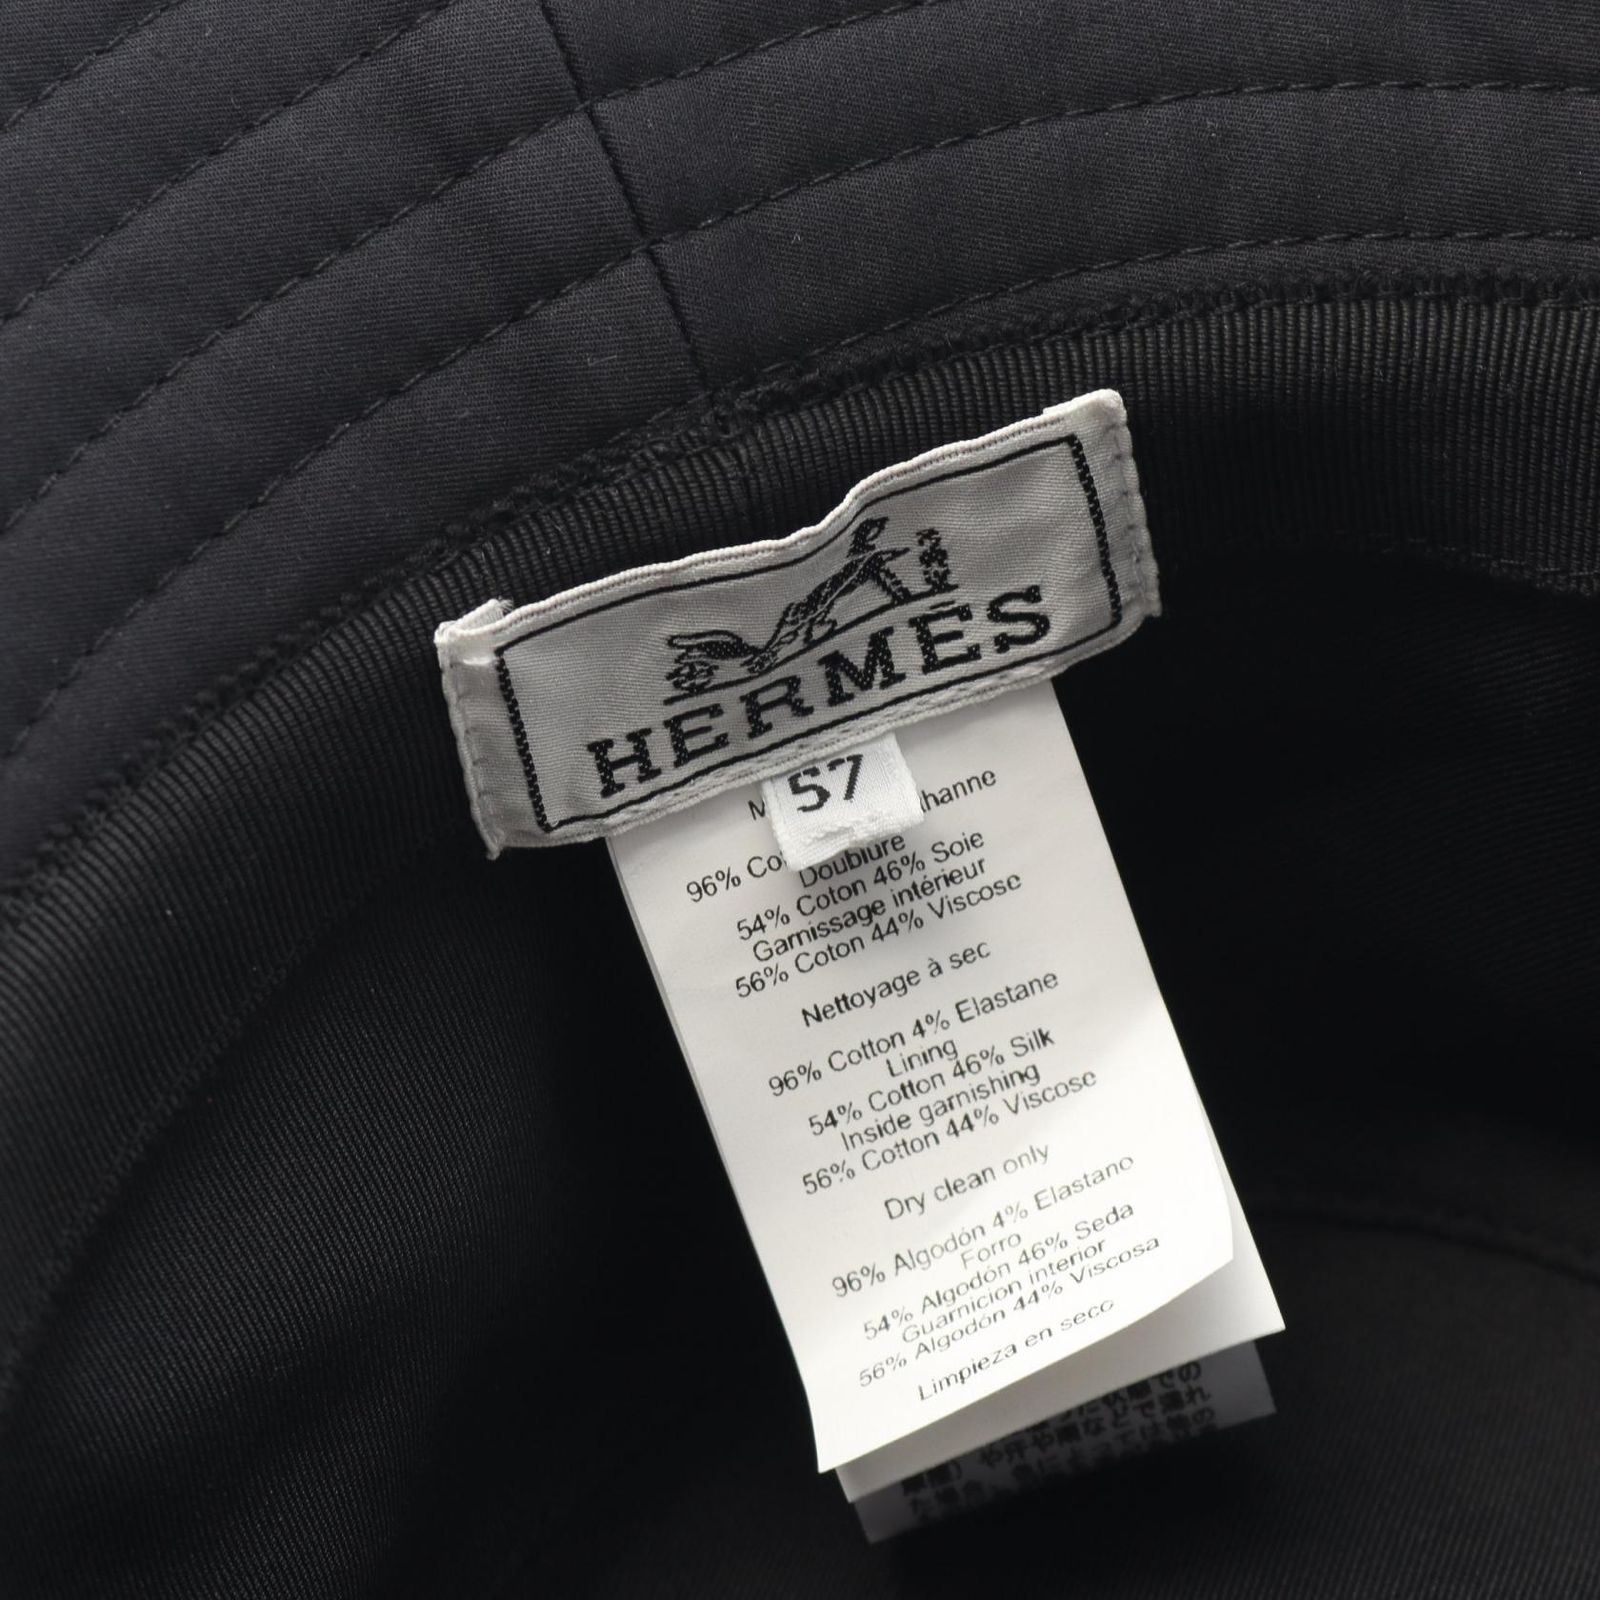 HERMÈS
57
96%
Doublure
54% Coton 46% Soie
Garnissage intérieur
56% Coton 44% Viscose
Nettoyage à sec
96% Cotton 4% Elastane
Lining
54% Cotton 46% Silk
Inside garnishing
56% Cotton 44% Viscose
Dry clean only
96% Algodón 4% Elastano
Forro
54% Algodón 46% Seda
Guarnicion interior
56% Algodón 44% Viscosa
Limpieza en seco